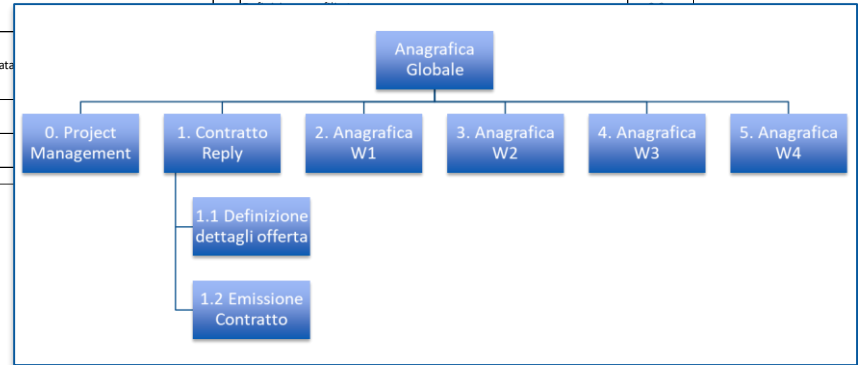 Anagrafica
Globale
0. Project
Management
1. Contratto
Reply
2. Anagrafica
W1
3. Anagrafica
W2
4. Anagrafica
W3
5. Anagrafica
W4
1.1 Definizione
dettagli offerta
1.2 Emissione
Contratto